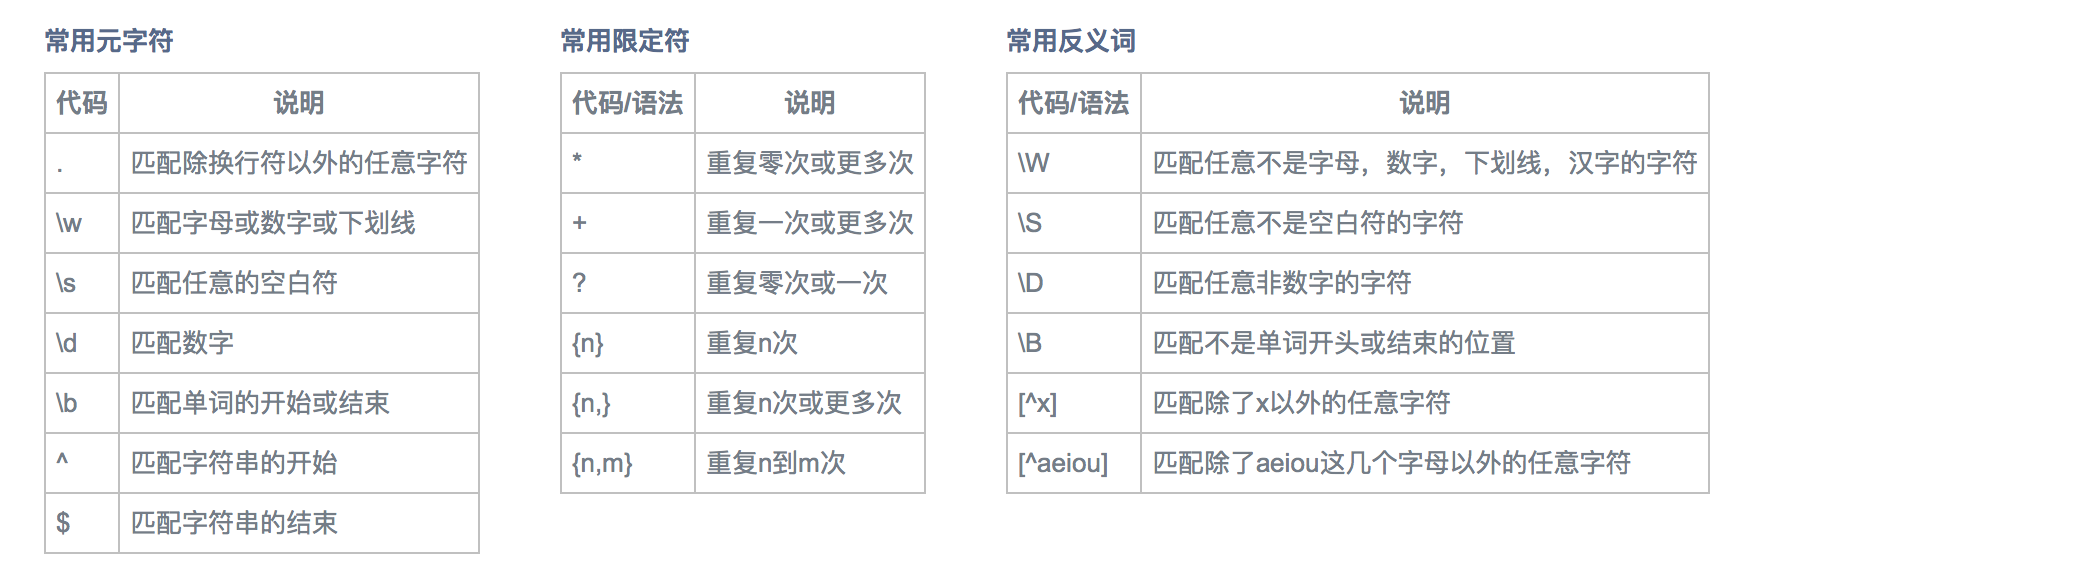 常用元字符
代码 说明
. 匹配除换行符以外的任意字符
\w 匹配字母或数字或下划线
\s 匹配任意的空白符
\d 匹配数字
\b 匹配单词的开始或结束
^ 匹配字符串的开始
$ 匹配字符串的结束
常用限定符
代码/语法 说明
* 重复零次或更多次
+ 重复一次或更多次
? 重复零次或一次
{n} 重复n次
{n,} 重复n次或更多次
{n,m} 重复n到m次
常用反义词
代码/语法 说明
\W 匹配任意不是字母，数字，下划线，汉字的字符
\S 匹配任意不是空白符的字符
\D 匹配任意非数字的字符
\B 匹配不是单词开头或结束的位置
[^x] 匹配除了x以外的任意字符
[^aeiou] 匹配除了aeiou这几个字母以外的任意字符